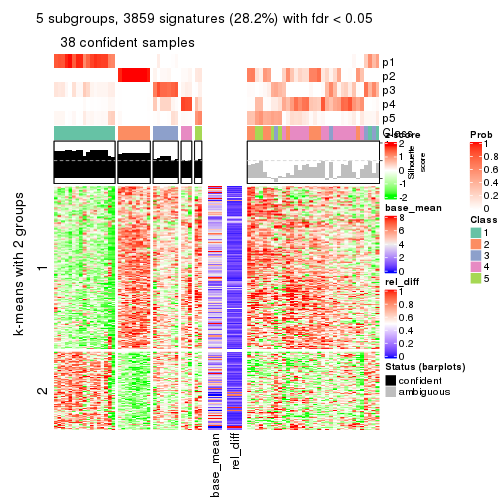 5 subgroups, 3859 signatures (28.2%) with fdr < 0.05
38 confident samples
p1
p2
p3
p4
p5
Class
Silhouette
score
k-means with 2 groups
1
2
base_mean
rel_diff
z-score
2
1
0
-1
-2
base_mean
8
6
4
2
0
rel_diff
1
0.8
0.6
0.4
0.2
0
Status (barplots)
confident
ambiguous
Prob
1
0.8
0.6
0.4
0.2
0
Class
1
2
3
4
5